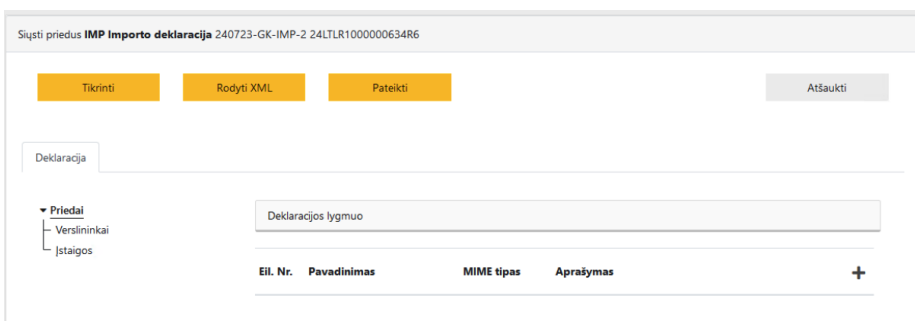 Siųsti priedus IMP Importo deklaracija 240723-GK-IMP-2 24LTLR1000000634R6
Tikrinti Rodyti XML Pateikti Atšaukti
Deklaracija
Priedai
Verslininkai
Įstaigos
Deklaracijos lygmuo
Eil. Nr. Pavadinimas MIME tipas Aprašymas